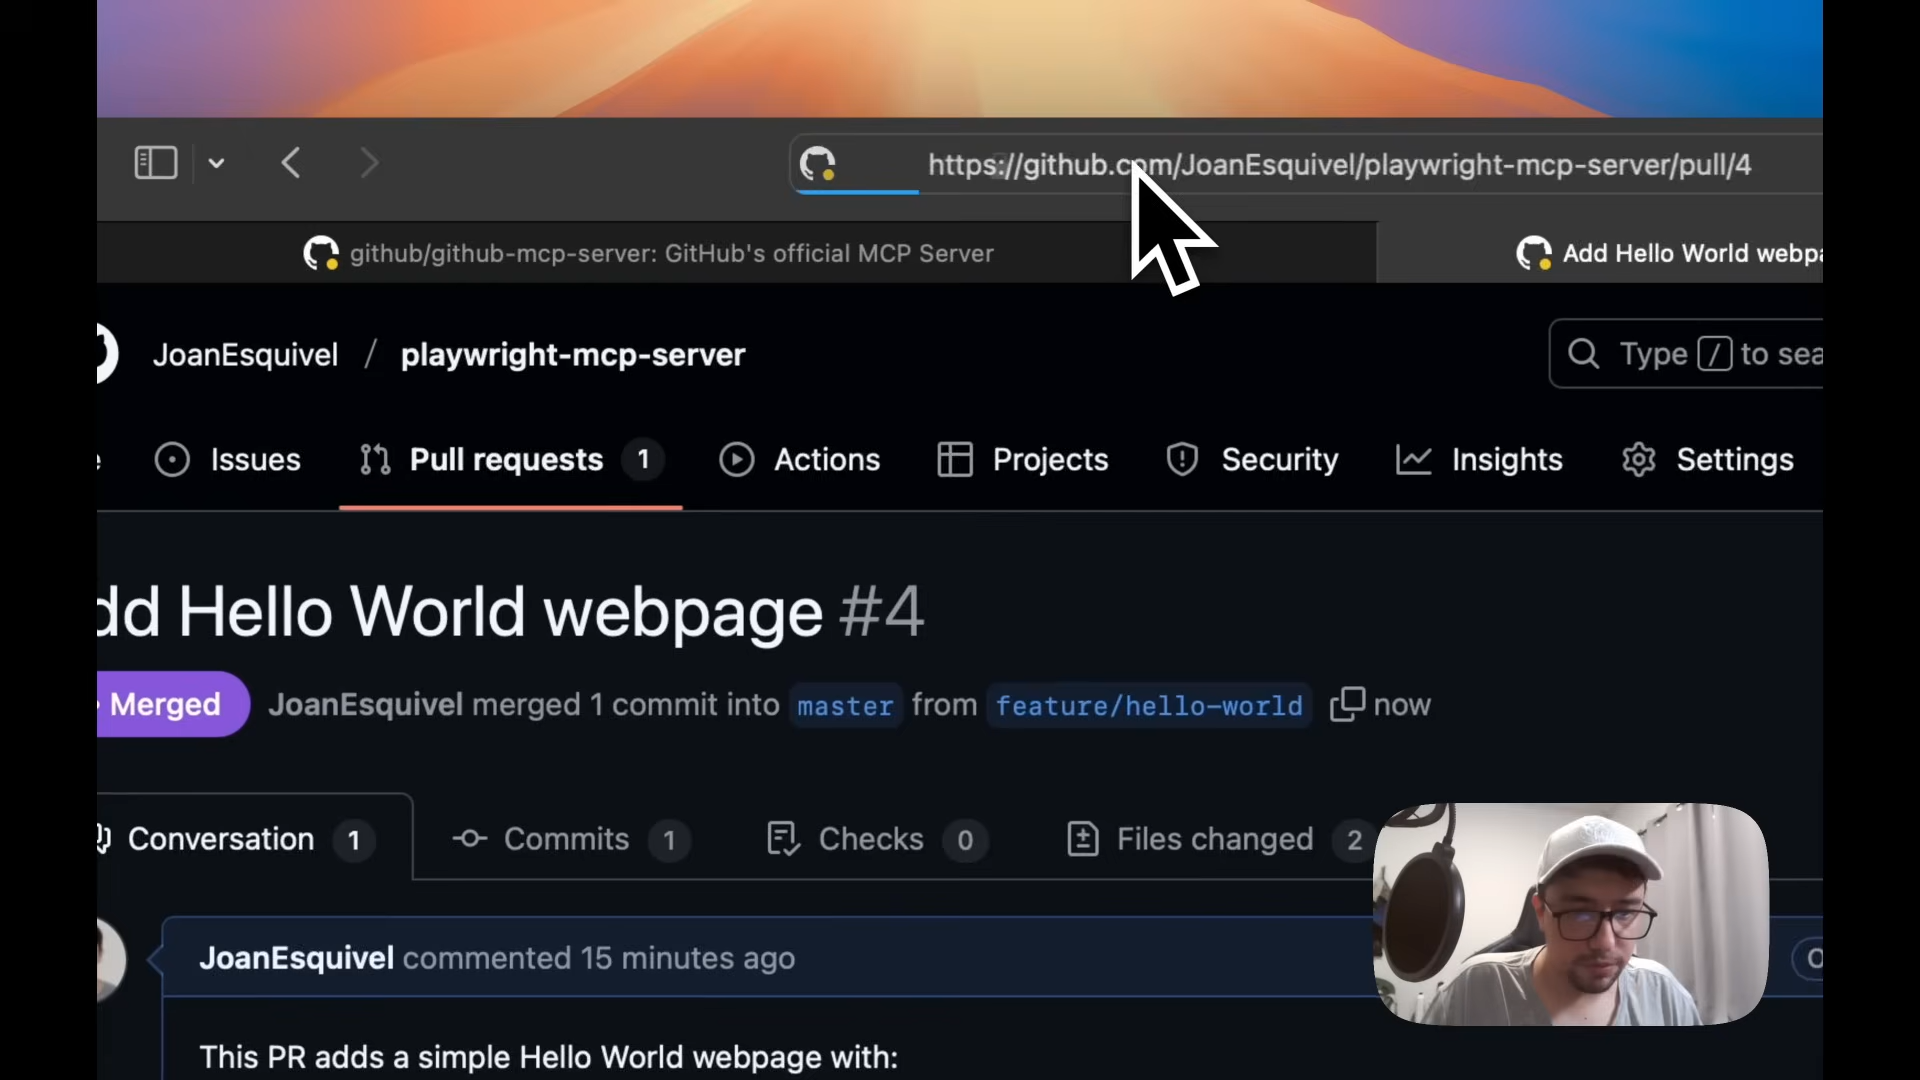 https://github.com/JoanEsquivel/playwright-mcp-server/pull/4
github/github-mcp-server: GitHub's official MCP Server
Add Hello World webpa
JoanEsquivel / playwright-mcp-server
Type / to sea
e Issues Pull requests 1 Actions Projects Security Insights Settings
dd Hello World webpage #4
Merged JoanEsquivel merged 1 commit into master from feature/hello-world now
Conversation 1 Commits 1 Checks 0 Files changed 2
JoanEsquivel commented 15 minutes ago
This PR adds a simple Hello World webpage with: